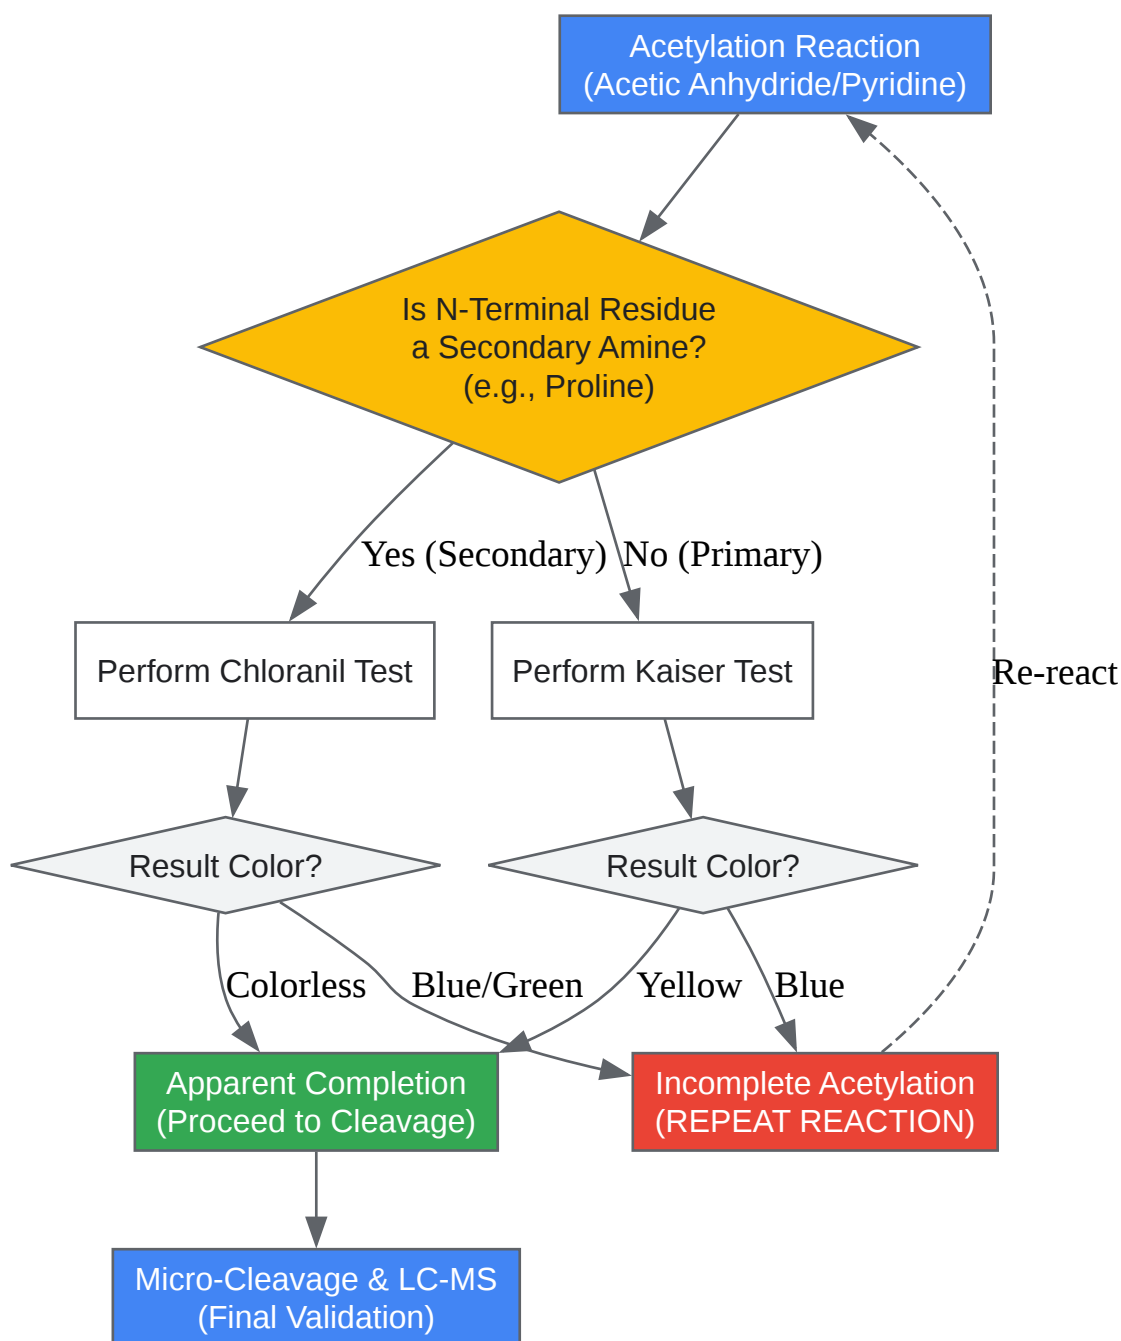 Acetylation Reaction
(Acetic Anhydride/Pyridine)
Is N-Terminal Residue
a Secondary Amine?
(e.g., Proline)
Yes (Secondary)
No (Primary)
Perform Chloranil Test
Perform Kaiser Test
Re-react
Result Color?
Result Color?
Colorless
Blue/Green
Yellow
Blue
Apparent Completion
(Proceed to Cleavage)
Incomplete Acetylation
(REPEAT REACTION)
Micro-Cleavage & LC-MS
(Final Validation)